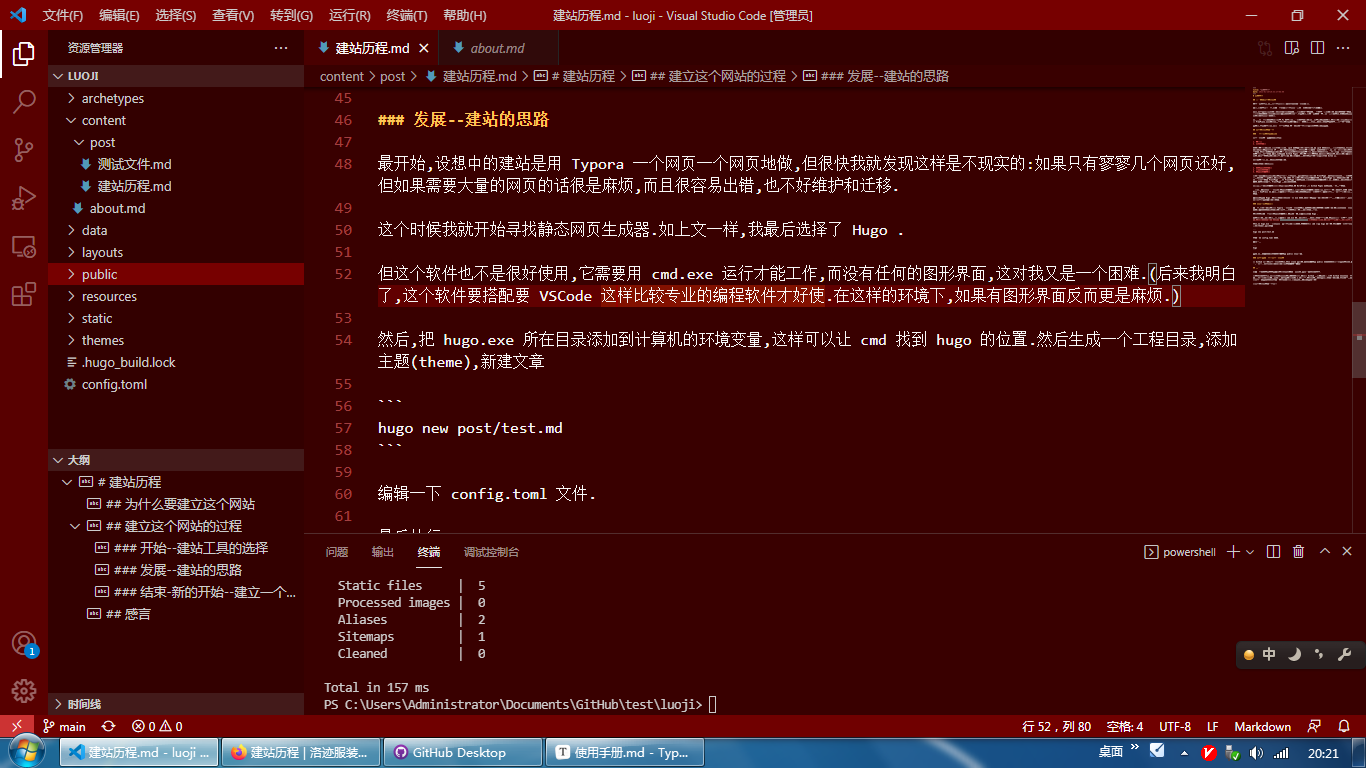 文件(F) 编辑(E) 选择(S) 查看(V) 转到(G) 运行(R) 终端(T) 帮助(H) 建站历程.md - luoji - Visual Studio Code [管理员]
资源管理器
建站历程.md
about.md
LUOJI
archetypes
content
post
测试文件.md
建站历程.md
about.md
data
layouts
public
resources
static
themes
.hugo_build.lock
config.toml
大纲
# 建站历程
## 为什么要建立这个网站
## 建立这个网站的过程
### 开始--建站工具的选择
### 发展--建站的思路
### 结束-新的开始--建立一个...
## 感言
时间线
content > post > 建站历程.md > # 建站历程 > ## 建立这个网站的过程 > ### 发展--建站的思路
45
46 ### 发展--建站的思路
47
48 最开始,设想中的建站是用 Typora 一个网页一个网页地做,但很快我就发现这样是不现实的:如果只有寥寥几个网页还好,
但如果需要大量的网页的话很是麻烦,而且很容易出错,也不好维护和迁移.
49
50 这个时候我就开始寻找静态网页生成器.如上文一样,我最后选择了 Hugo .
51
52 但这个软件也不是很好使用,它需要用 cmd.exe 运行才能工作,而没有任何的图形界面,这对我又是一个困难.(后来我明白
了,这个软件要搭配要 VSCode 这样比较专业的编程软件才好使.在这样的环境下,如果有图形界面反而更是麻烦.)
53
54 然后,把 hugo.exe 所在目录添加到计算机的环境变量,这样可以让 cmd 找到 hugo 的位置.然后生成一个工程目录,添加
主题(theme),新建文章
55
56 ```
57 hugo new post/test.md
58 ```
59
60 编辑一下 config.toml 文件.
61
问题 输出 终端 调试控制台
powershell
Static files | 5
Processed images | 0
Aliases | 2
Sitemaps | 1
Cleaned | 0
Total in 157 ms
PS C:\Users\Administrator\Documents\GitHub\test\luoji>
中
1
main 0 0 行 52，列 80 空格: 4 UTF-8 LF Markdown
建站历程.md - luoji ... 建站历程 | 洛迹服装... GitHub Desktop 使用手册.md - Typ... 桌面 20:21